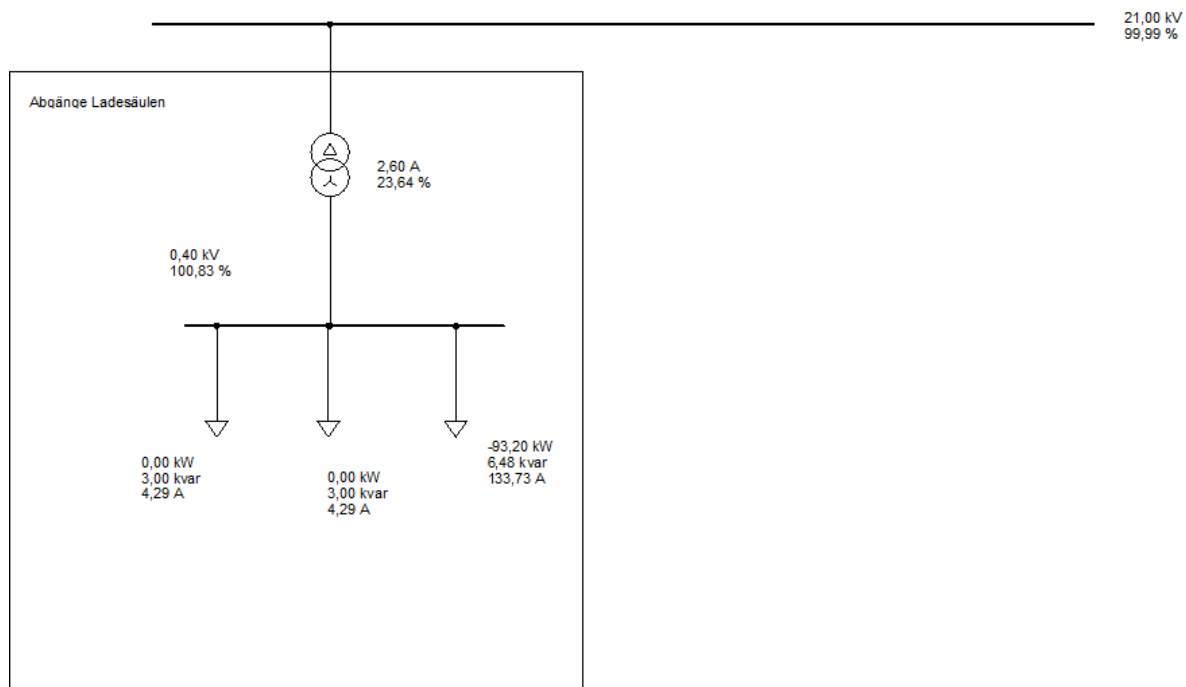 21,00 kV
99,99 %
Abgänge Ladesäulen
2,60 A
23,64 %
0,40 kV
100,83 %
0,00 kW
3,00 kvar
4,29 A
0,00 kW
3,00 kvar
4,29 A
-93,20 kW
6,48 kvar
133,73 A